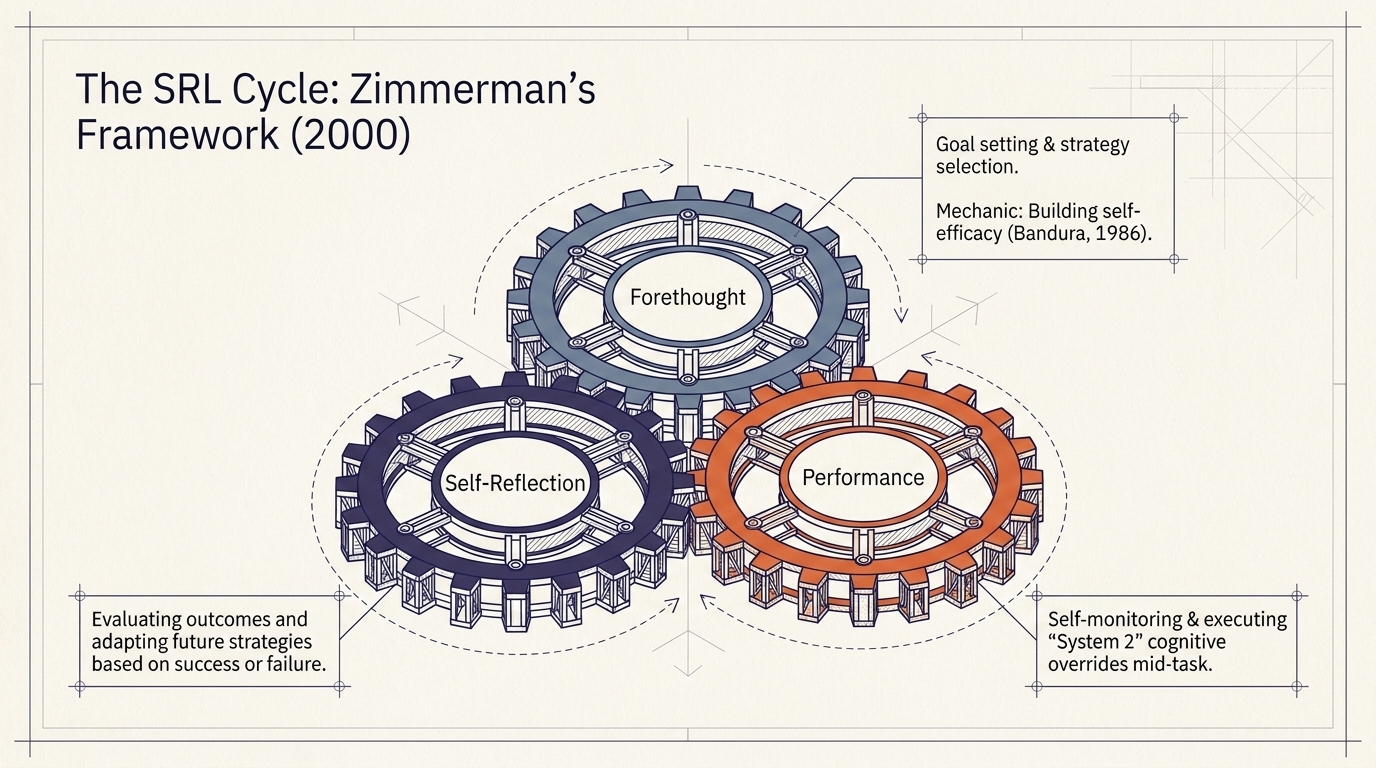 The SRL Cycle: Zimmerman’s
Framework (2000)
Goal setting & strategy
selection.
Mechanic: Building self-
efficacy (Bandura, 1986).
Forethought
Self-Reflection
Performance
Evaluating outcomes and
adapting future strategies
based on success or failure.
Self-monitoring & executing
“System 2” cognitive
overrides mid-task.